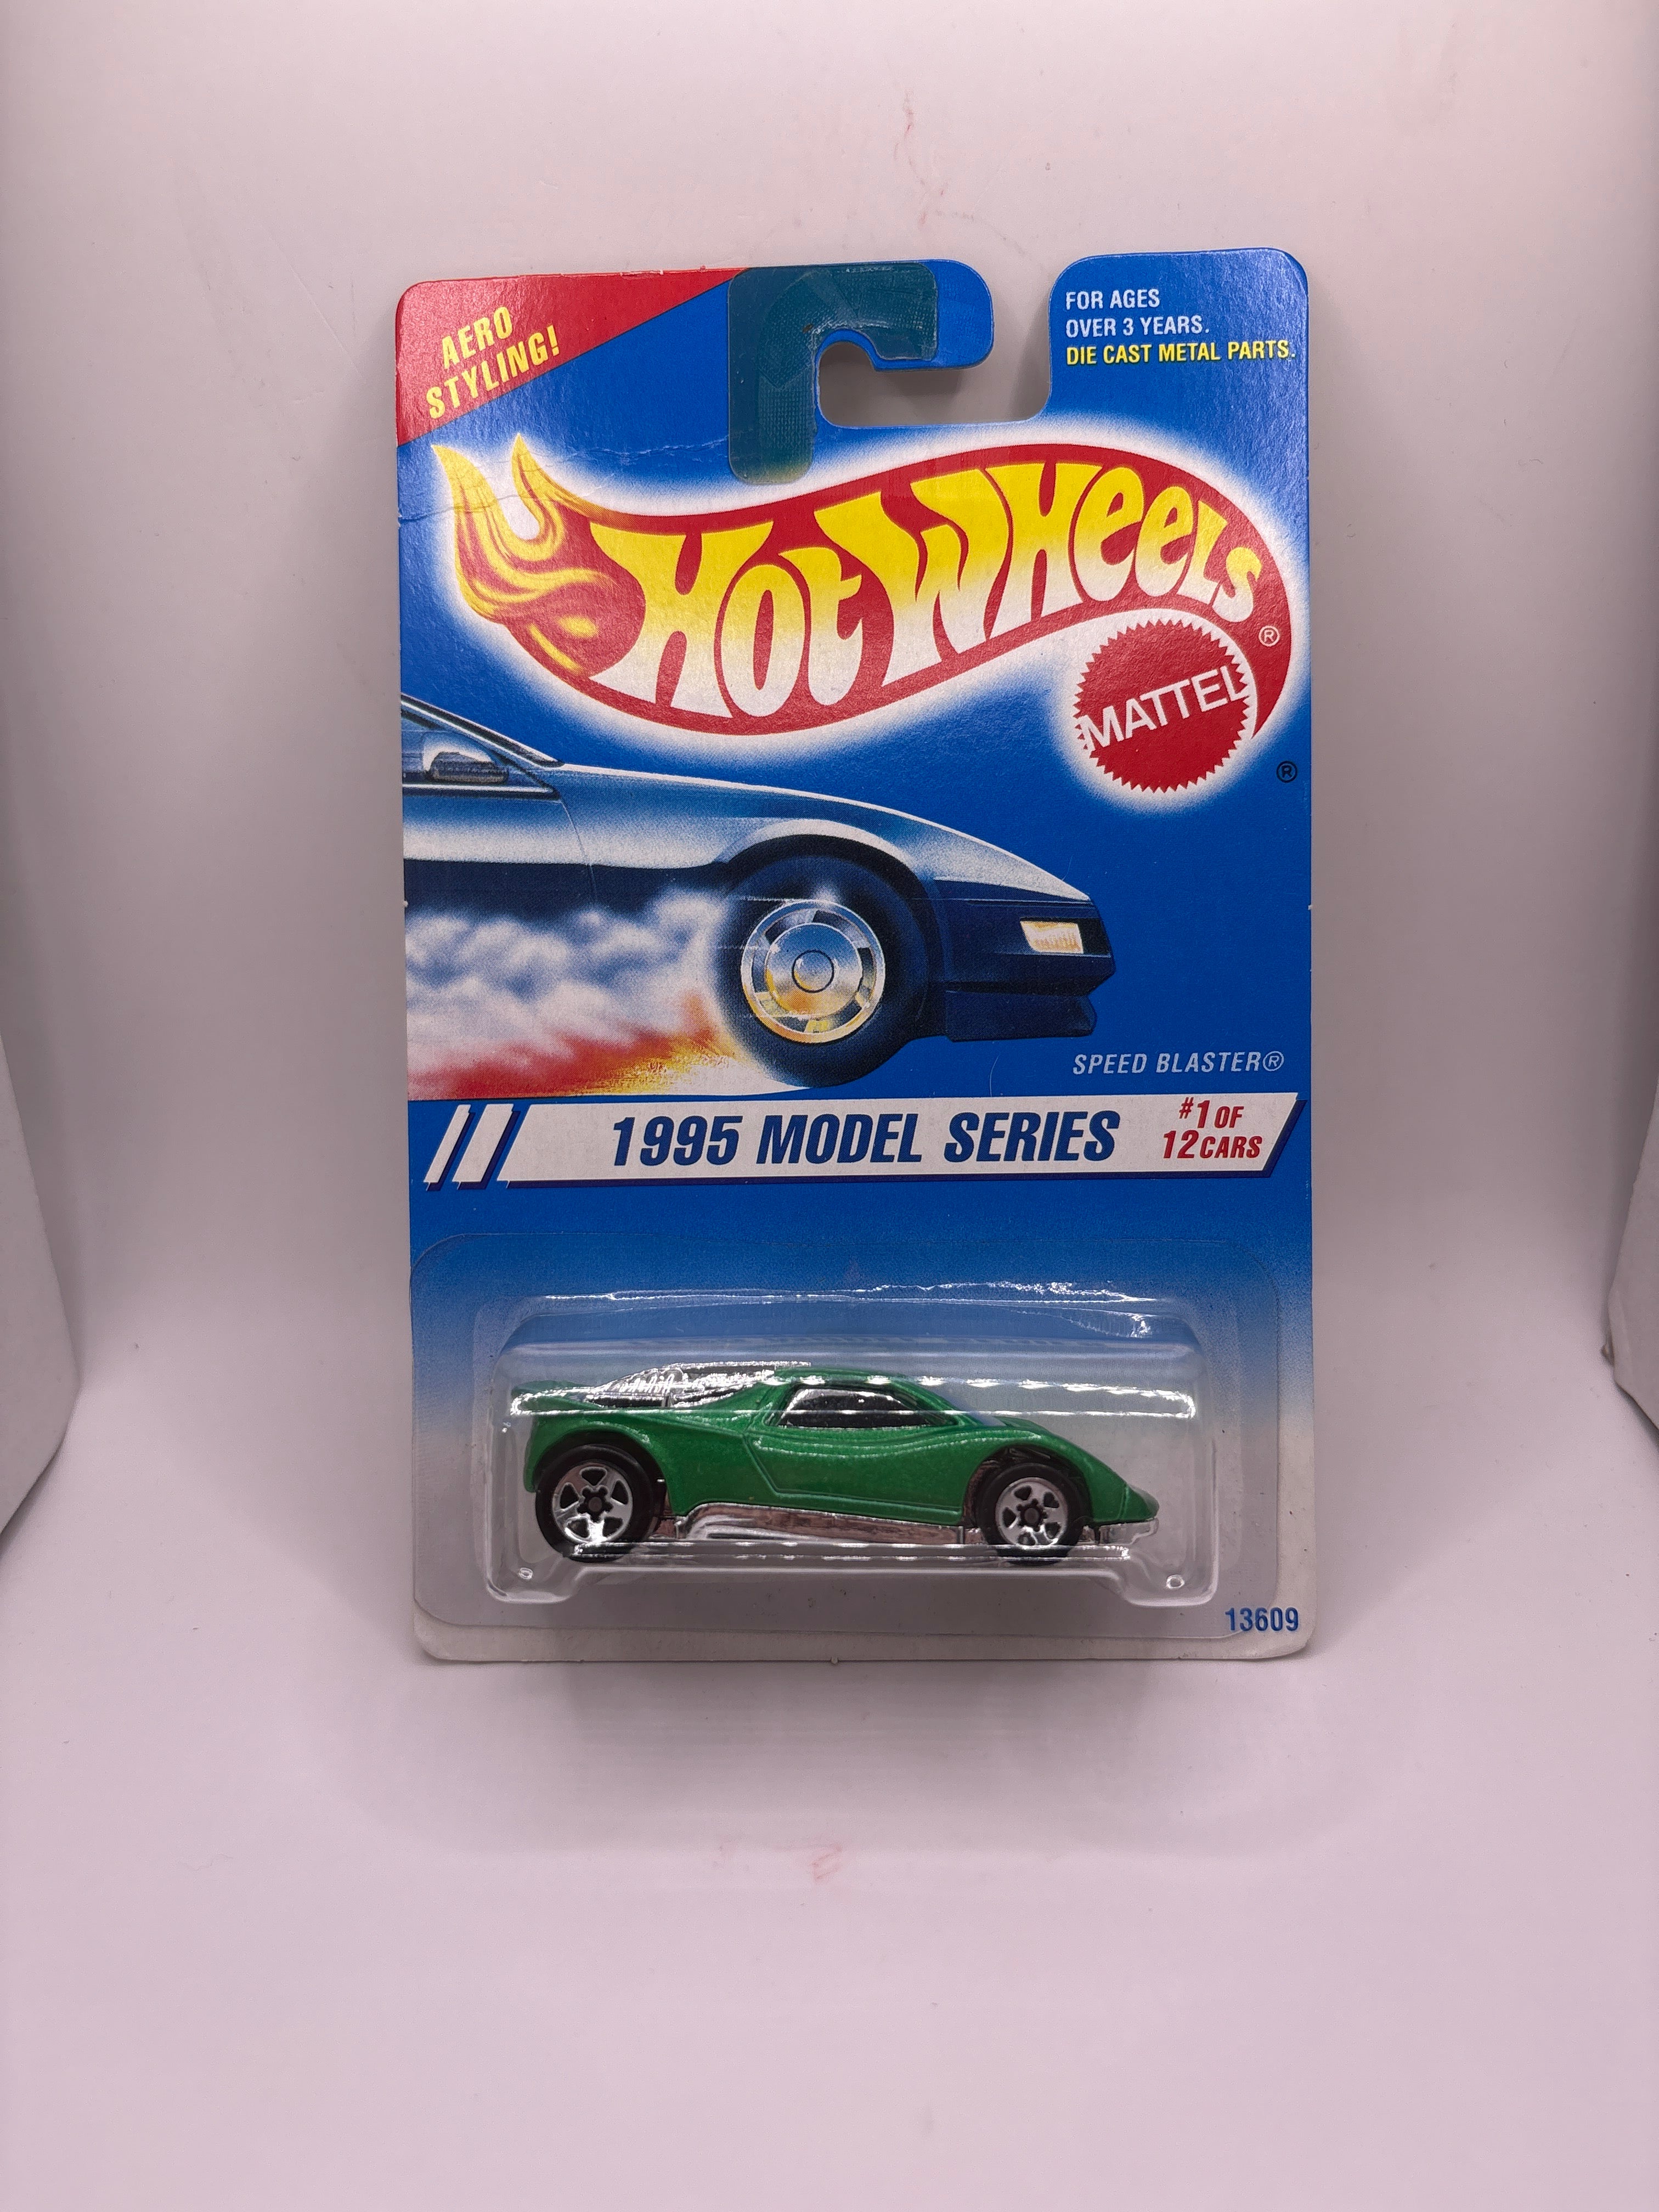 AERO
STYLING!
FOR AGES
OVER 3 YEARS.
DIE CAST METAL PARTS.
HOT WHEELS®
MATTEL
®
SPEED BLASTER®
1995 MODEL SERIES
#1 OF
12 CARS
13609